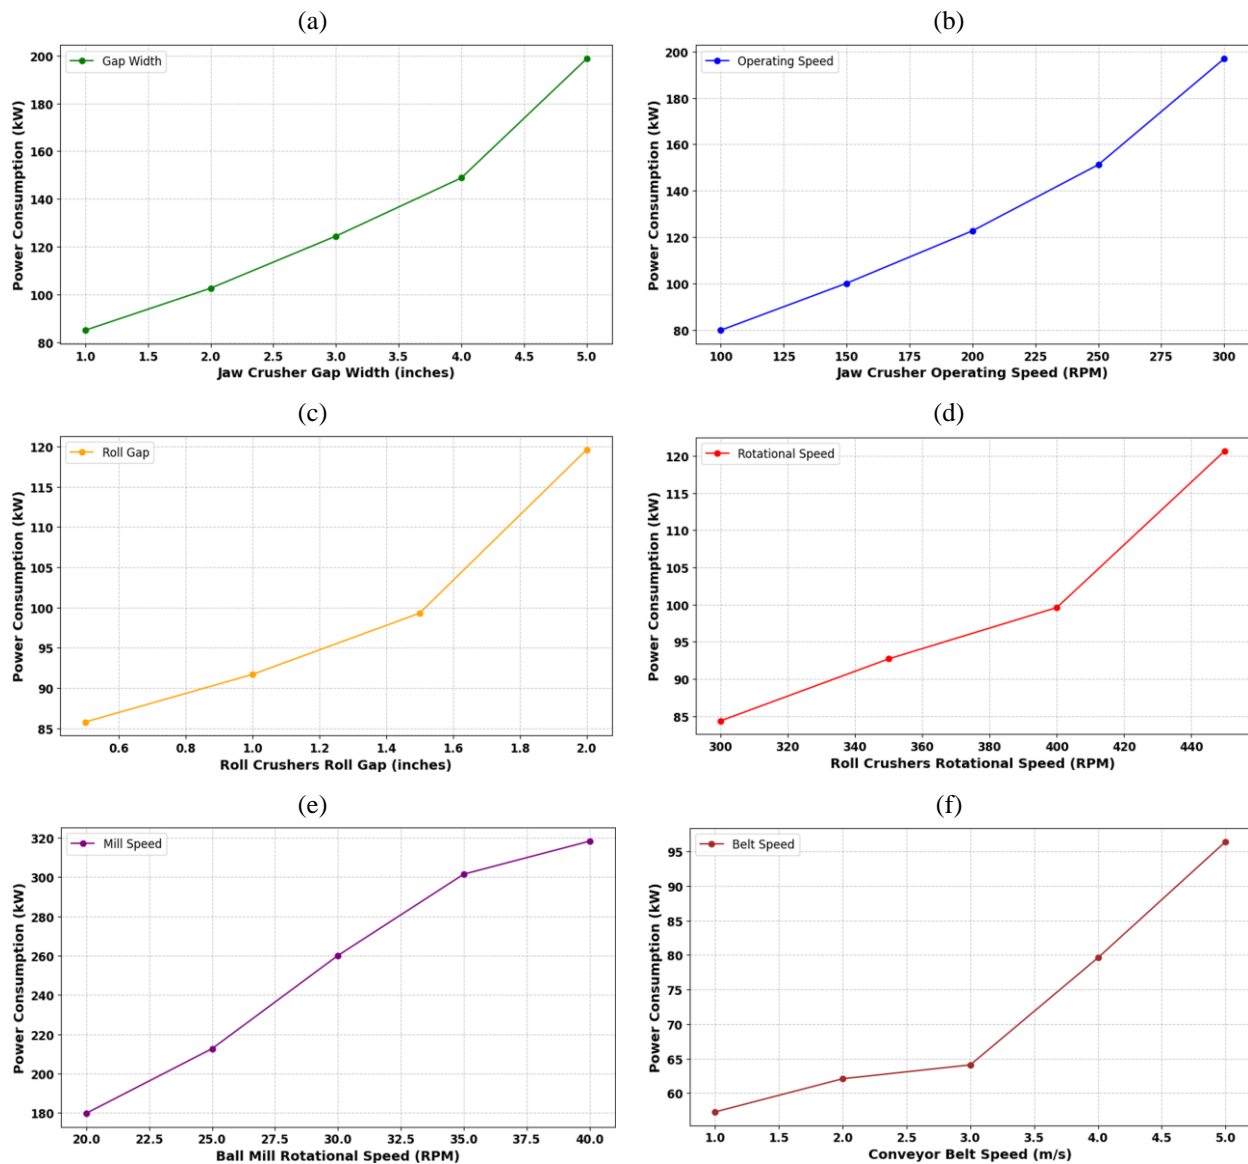 (a)
Gap Width
Power Consumption (kW)
200
180
160
140
120
100
80
1.0 1.5 2.0 2.5 3.0 3.5 4.0 4.5 5.0
Jaw Crusher Gap Width (inches)
(b)
Operating Speed
Power Consumption (kW)
200
180
160
140
120
100
80
100 125 150 175 200 225 250 275 300
Jaw Crusher Operating Speed (RPM)
(c)
Roll Gap
Power Consumption (kW)
120
115
110
105
100
95
90
85
0.6 0.8 1.0 1.2 1.4 1.6 1.8 2.0
Roll Crushers Roll Gap (inches)
(d)
Rotational Speed
Power Consumption (kW)
120
115
110
105
100
95
90
85
300 320 340 360 380 400 420 440
Roll Crushers Rotational Speed (RPM)
(e)
Mill Speed
Power Consumption (kW)
320
300
280
260
240
220
200
180
20.0 22.5 25.0 27.5 30.0 32.5 35.0 37.5 40.0
Ball Mill Rotational Speed (RPM)
(f)
Belt Speed
Power Consumption (kW)
95
90
85
80
75
70
65
60
1.0 1.5 2.0 2.5 3.0 3.5 4.0 4.5 5.0
Conveyor Belt Speed (m/s)